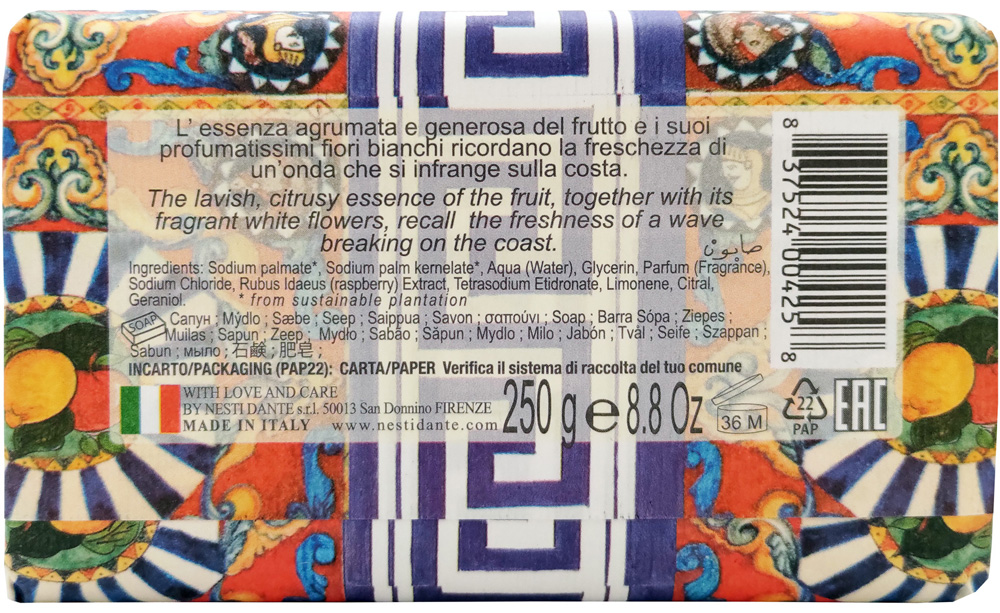 L' essenza agrumata e generosa del frutto e i suoi
profumatissimi fiori bianchi ricordano la freschezza di
un'onda che si infrange sulla costa.
The lavish, citrusy essence of the fruit, together with its
fragrant white flowers, recall the freshness of a wave
breaking on the coast.
صابون
Ingredients: Sodium palmate*, Sodium palm kernelate*, Aqua (Water), Glycerin, Parfum (Fragrance),
Sodium Chloride, Rubus Idaeus (raspberry) Extract, Tetrasodium Etidronate, Limonene, Citral,
Geraniol. * from sustainable plantation
SOAP Сапун ; Mýdlo ; Sæbe ; Seep ; Saippua ; Savon ; σαπούνι ; Soap ; Barra Sópa ; Ziepes ;
Muilas ; Sapun ; Zeep ; Mydło ; Sabão ; Săpun ; Mydlo ; Milo ; Jabón ; Tvål ; Seife ; Szappan ;
Sabun ; мыло ; 石鹸 ; 肥皂 ;
INCARTO/PACKAGING (PAP22): CARTA/PAPER Verifica il sistema di raccolta del tuo comune
WITH LOVE AND CARE
BY NESTI DANTE s.r.l. 50013 San Donnino FIRENZE
MADE IN ITALY www.nestidante.com
250 g e 8.8 Oz
36 M
22
PAP
EAC
8 37524 00425 8